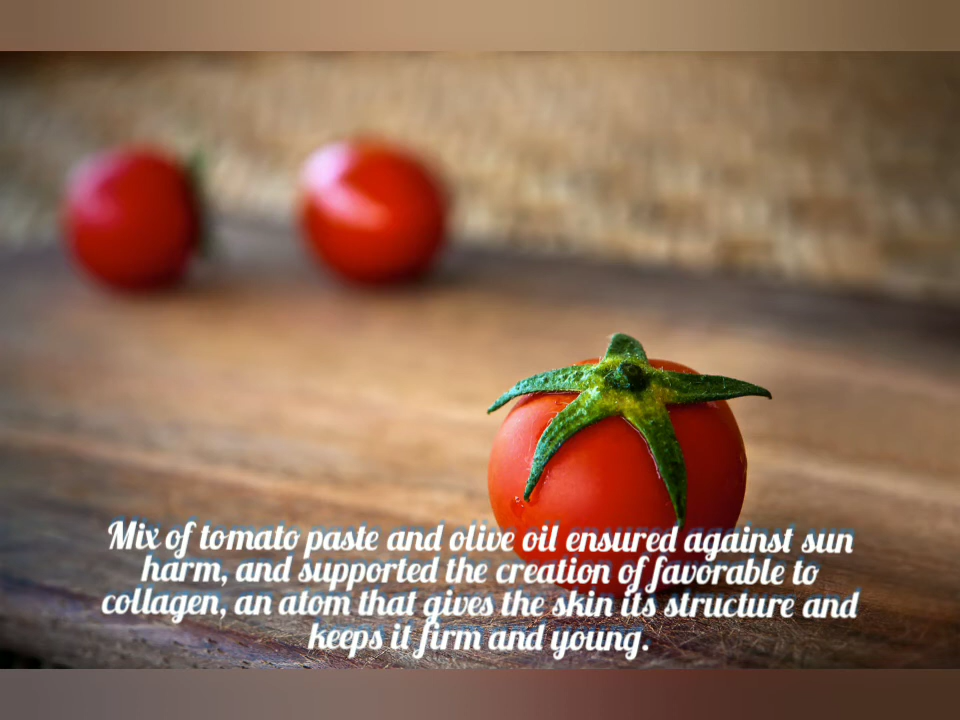 Mix of tomato paste and olive oil ensured against sun
harm, and supported the creation of favorable to
collagen, an atom that gives the skin its structure and
keeps it firm and young.